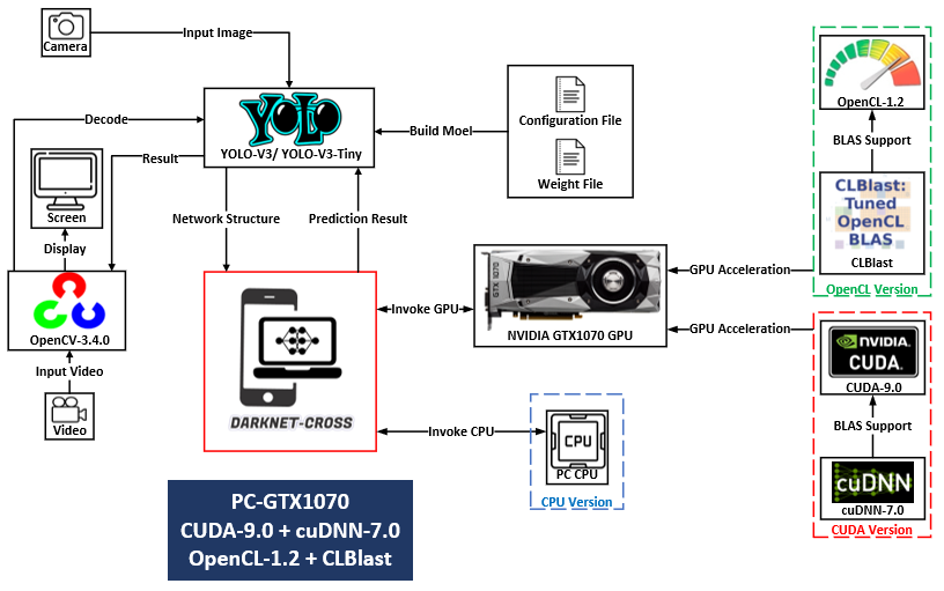 Camera
Input Image
YOLO
YOLO-V3/ YOLO-V3-Tiny
Decode
Result
Screen
Display
OpenCV-3.4.0
Input Video
Video
Build Moel
Configuration File
Weight File
Network Structure
Prediction Result
DARKNET-CROSS
Invoke GPU
GTX 1070
NVIDIA GTX1070 GPU
Invoke CPU
CPU
PC CPU
CPU Version
GPU Acceleration
GPU Acceleration
OpenCL-1.2
BLAS Support
CLBlast:
Tuned
OpenCL
BLAS
CLBlast
OpenCL Version
NVIDIA.
CUDA.
CUDA-9.0
BLAS Support
cuDNN
cuDNN-7.0
CUDA Version
PC-GTX1070
CUDA-9.0 + cuDNN-7.0
OpenCL-1.2 + CLBlast